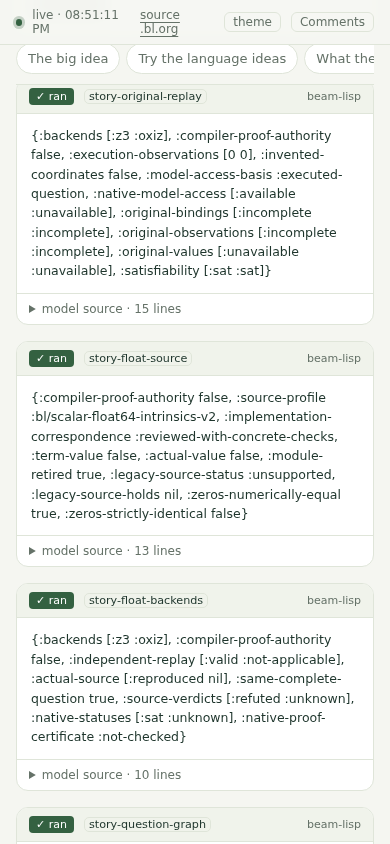 live · 08:51:11 PM
source.bl.org
theme
Comments
The big idea
Try the language ideas
What the
✓ ran story-original-replay beam-lisp
{:backends [:z3 :oxiz], :compiler-proof-authority
false, :execution-observations [0 0], :invented-
coordinates false, :model-access-basis :executed-
question, :native-model-access [:available
:unavailable], :original-bindings [:incomplete
:incomplete], :original-observations [:incomplete
:incomplete], :original-values [:unavailable
:unavailable], :satisfiability [:sat :sat]}
▶ model source · 15 lines
✓ ran story-float-source beam-lisp
{:compiler-proof-authority false, :source-profile
:bl/scalar-float64-intrinsics-v2, :implementation-
correspondence :reviewed-with-concrete-checks,
:term-value false, :actual-value false, :module-
retired true, :legacy-source-status :unsupported,
:legacy-source-holds nil, :zeros-numerically-equal
true, :zeros-strictly-identical false}
▶ model source · 13 lines
✓ ran story-float-backends beam-lisp
{:backends [:z3 :oxiz], :compiler-proof-authority
false, :independent-replay [:valid :not-applicable],
:actual-source [:reproduced nil], :same-complete-
question true, :source-verdicts [:refuted :unknown],
:native-statuses [:sat :unknown], :native-proof-
certificate :not-checked}
▶ model source · 10 lines
✓ ran story-question-graph beam-lisp